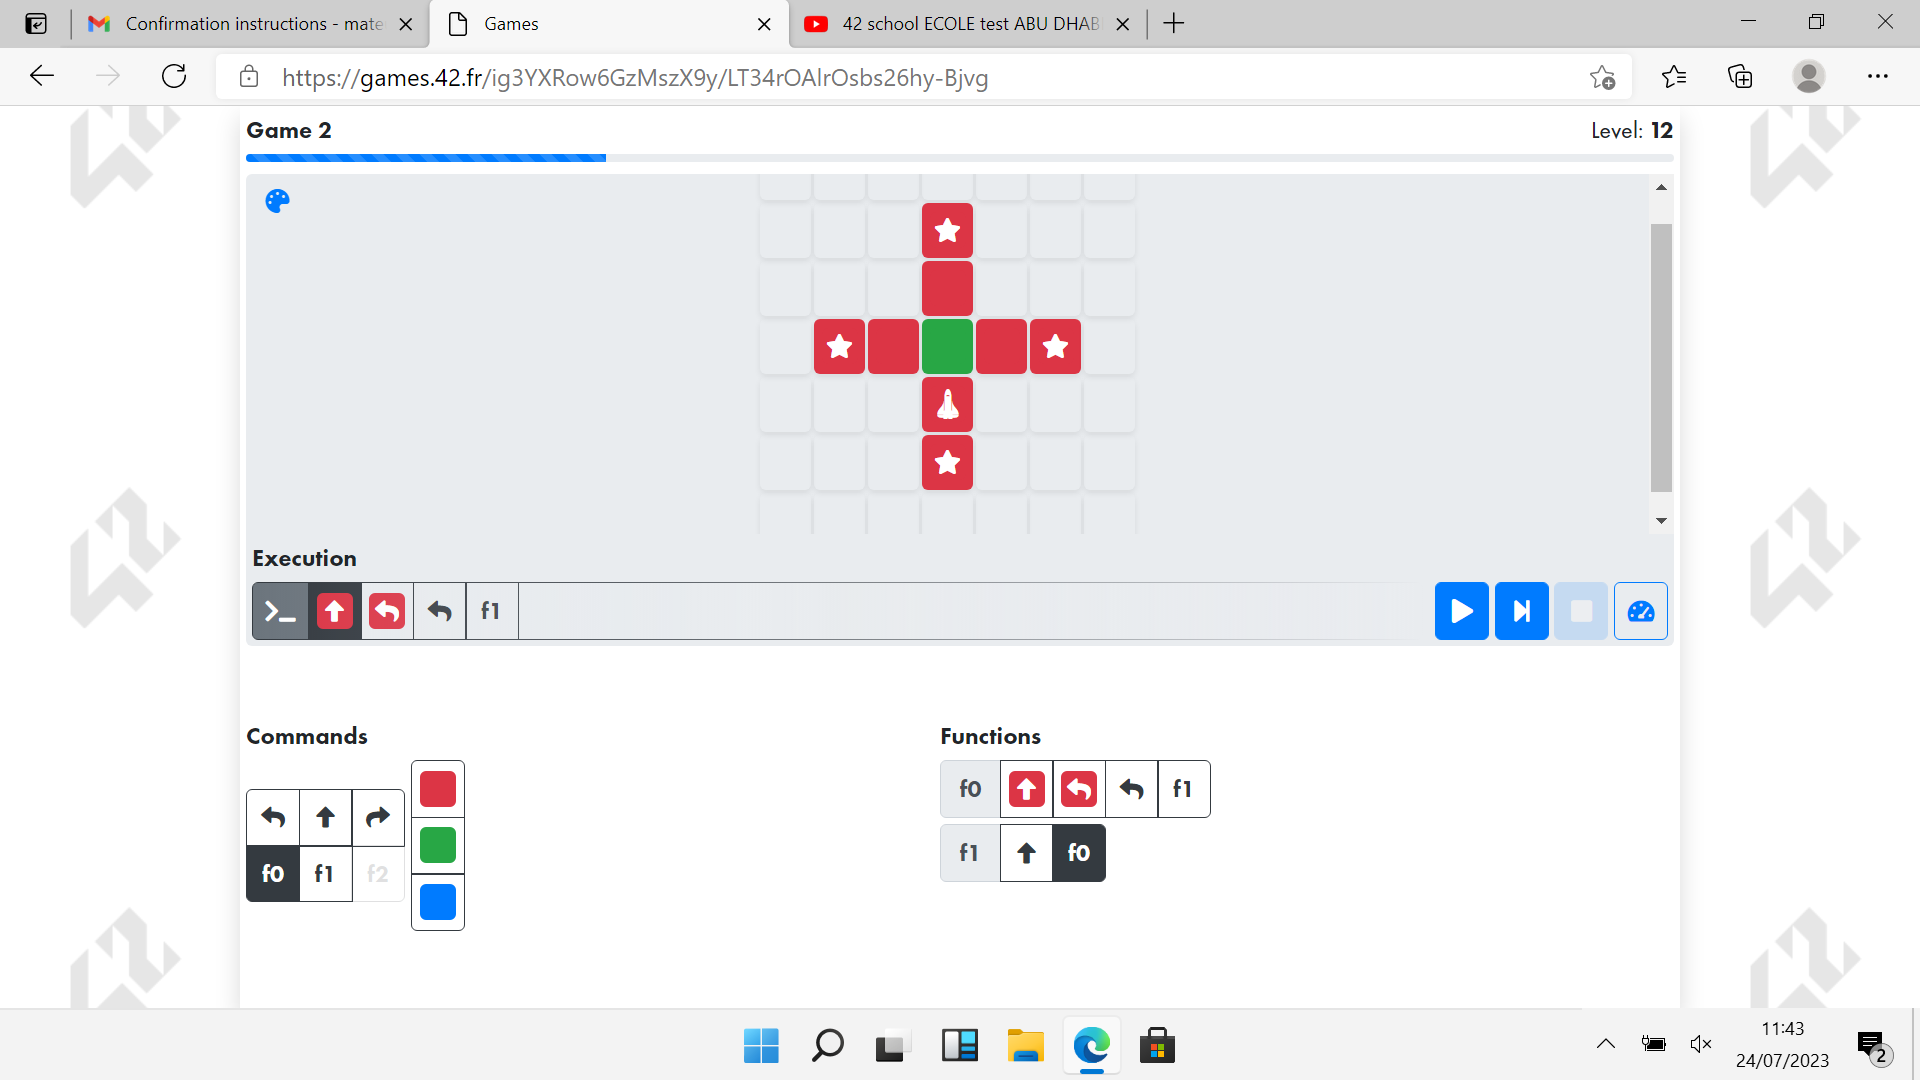 Confirmation instructions - mate
Games
42 school ECOLE test ABU DHAB
https://games.42.fr/ig3YXRow6GzMszX9y/LT34rOAlrOsbs26hy-Bjvg
Game 2
Level: 12
Execution
f1
Commands
Functions
f0
f1
f0 f1 f2
f1 f0
11:43
24/07/2023
2